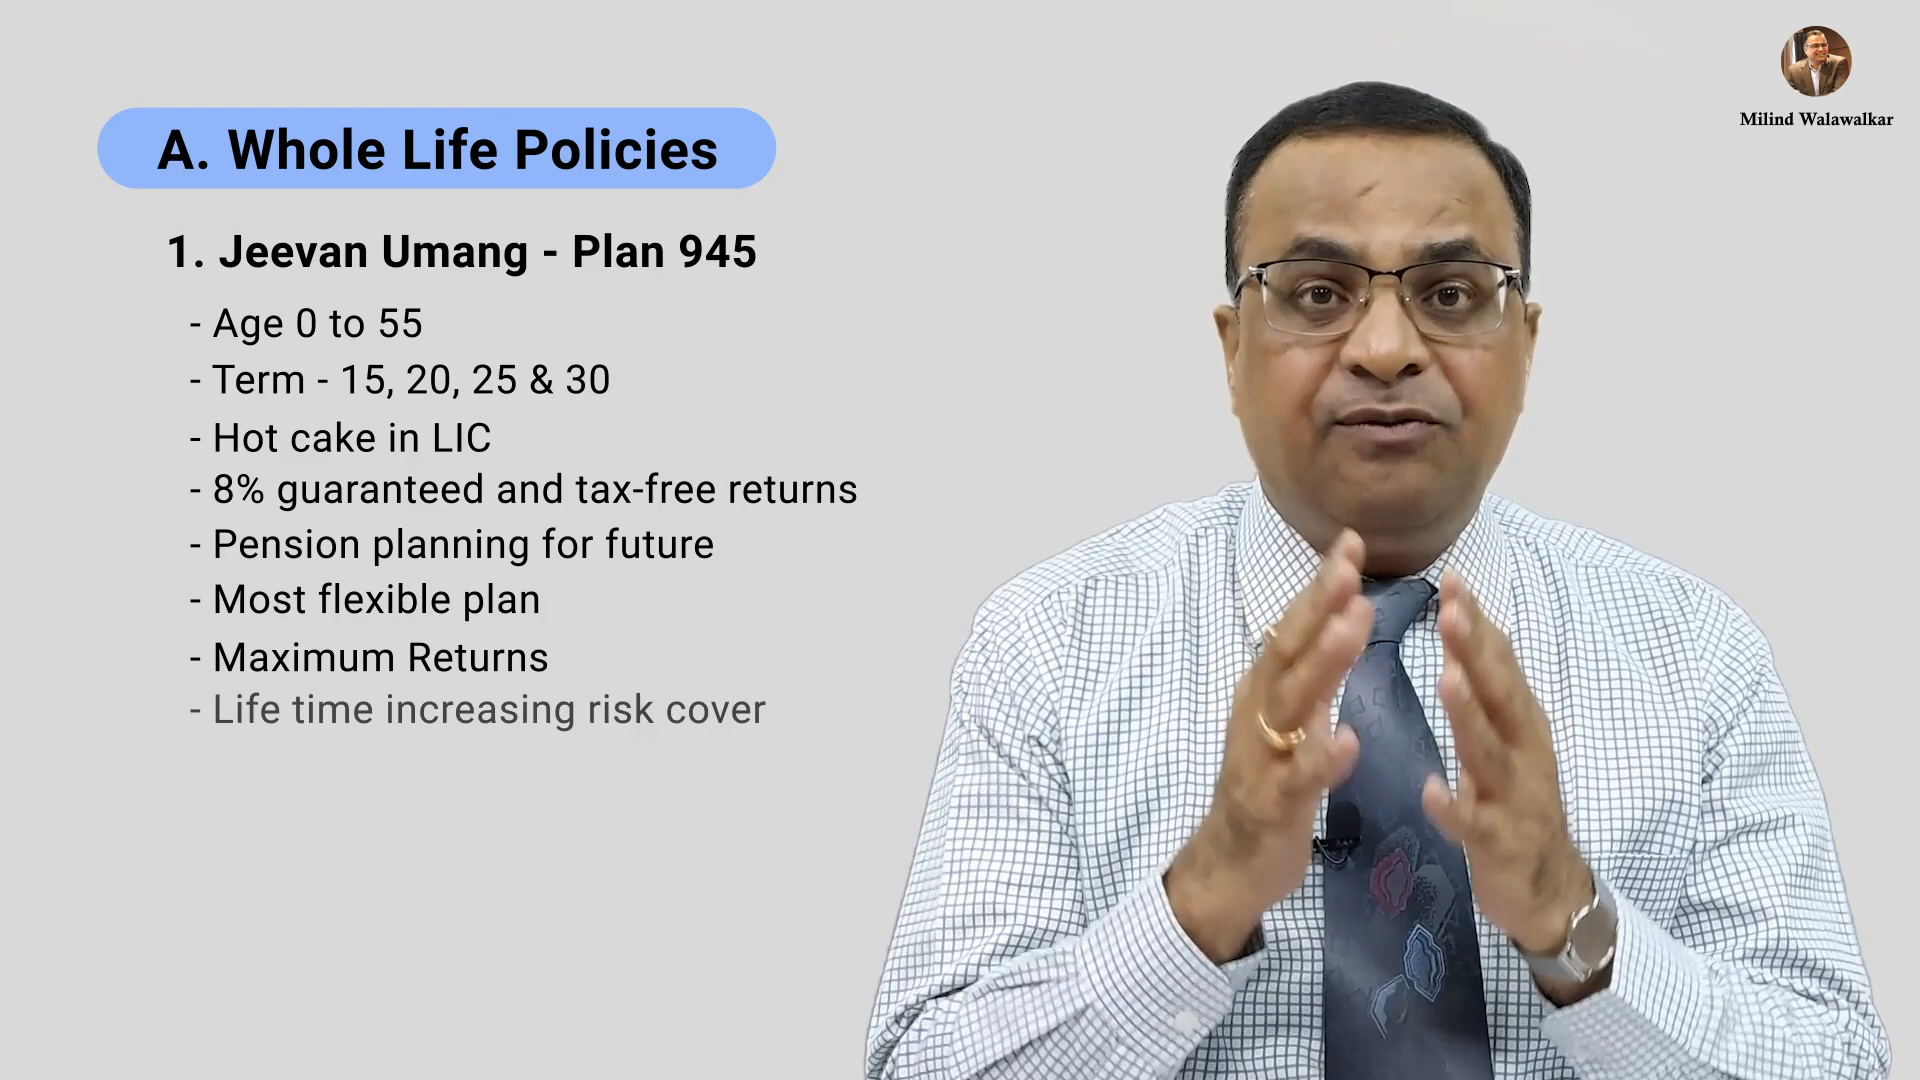 A. Whole Life Policies
1. Jeevan Umang - Plan 945
- Age 0 to 55
- Term - 15, 20, 25 & 30
- Hot cake in LIC
- 8% guaranteed and tax-free returns
- Pension planning for future
- Most flexible plan
- Maximum Returns
- Life time increasing risk cover
Milind Walawalkar